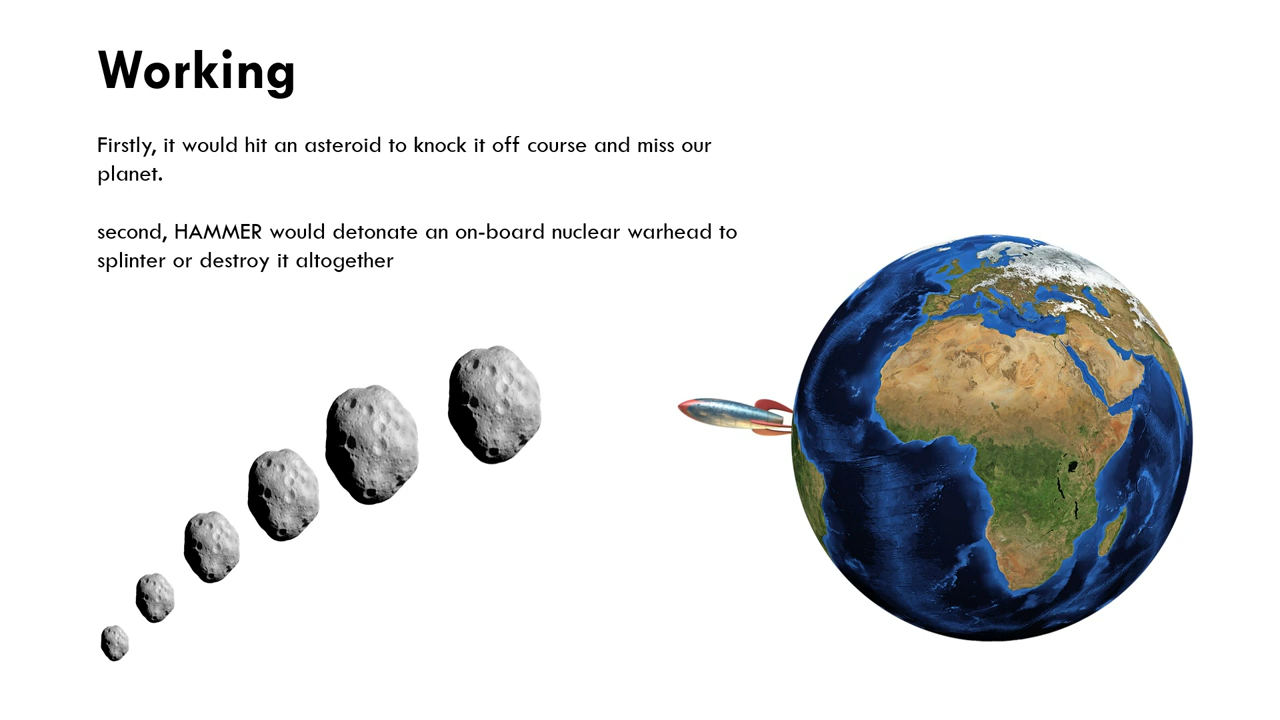 Working
Firstly, it would hit an asteroid to knock it off course and miss our
planet.
second, HAMMER would detonate an on-board nuclear warhead to
splinter or destroy it altogether